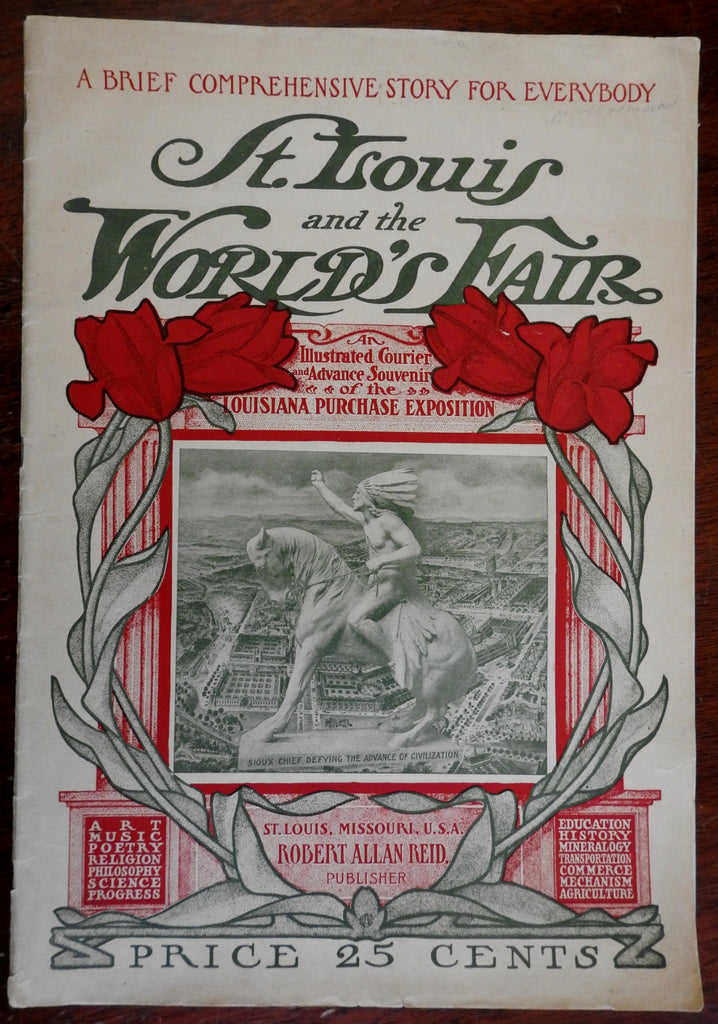 A BRIEF COMPREHENSIVE STORY FOR EVERYBODY
St. Louis
and the
WORLD'S FAIR
An
Illustrated Courier
and Advance Souvenir
of the
LOUISIANA PURCHASE EXPOSITION
SIOUX CHIEF DEFYING THE ADVANCE OF CIVILIZATION
ST. LOUIS, MISSOURI, U.S.A.
ROBERT ALLAN REID,
PUBLISHER
ART
MUSIC
POETRY
RELIGION
PHILOSOPHY
SCIENCE
PROGRESS
EDUCATION
HISTORY
MINERALOGY
TRANSPORTATION
COMMERCE
MECHANISM
AGRICULTURE
PRICE 25 CENTS